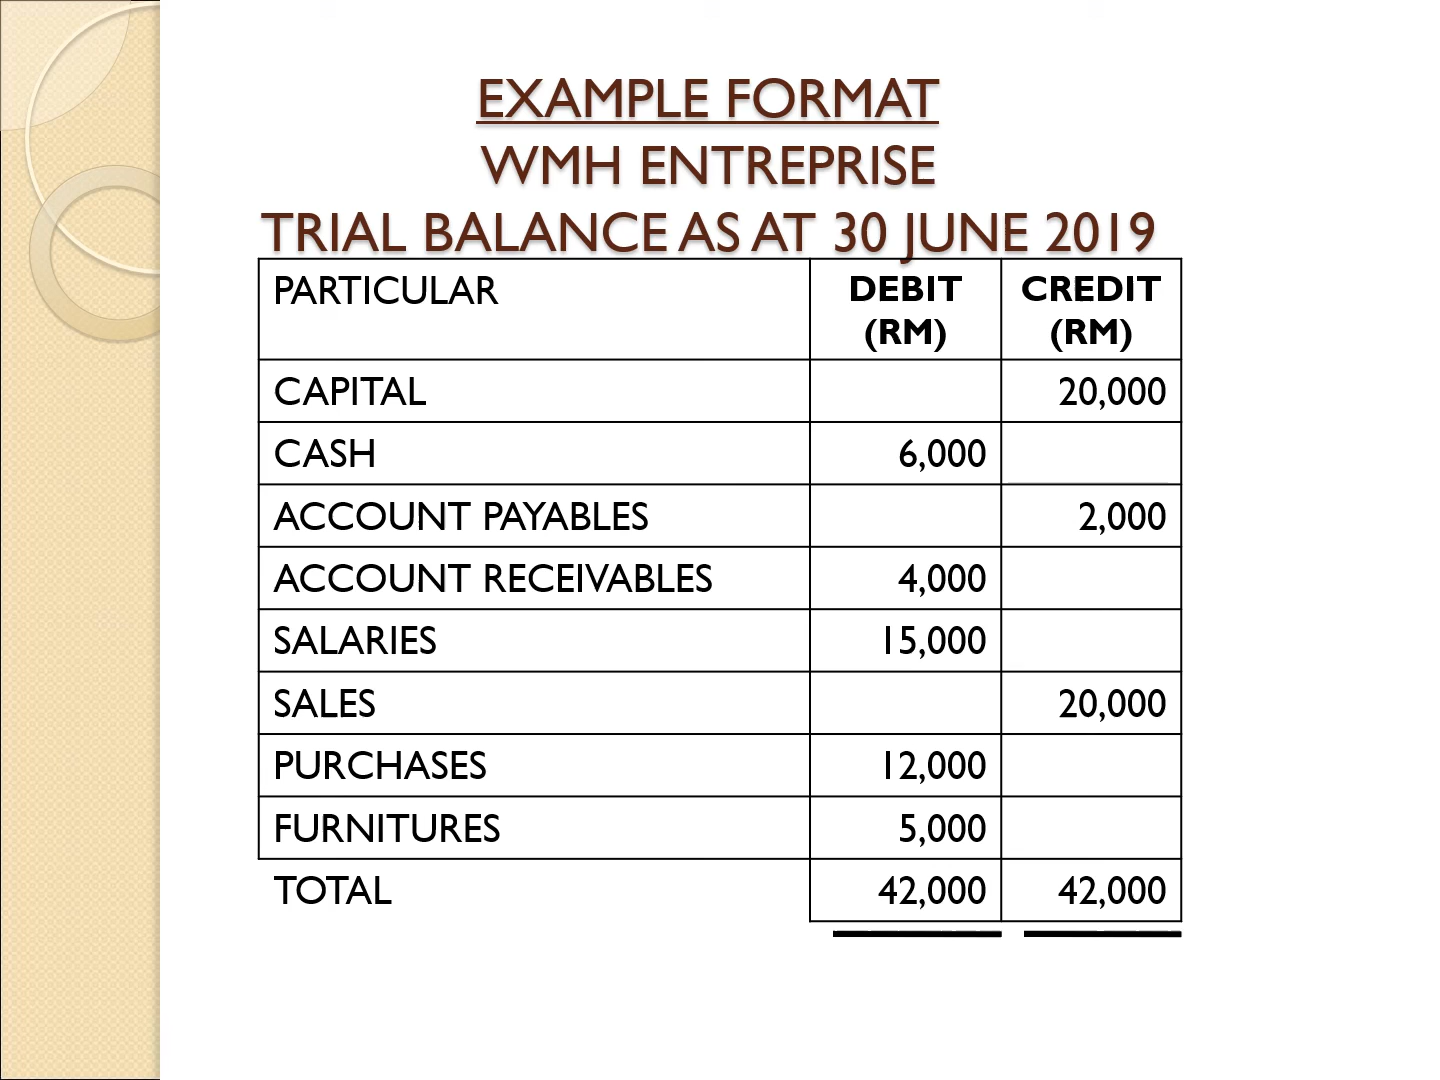 EXAMPLE FORMAT
WMH ENTREPRISE
TRIAL BALANCE AS AT 30 JUNE 2019
PARTICULAR DEBIT (RM) CREDIT (RM)
CAPITAL 20,000
CASH 6,000
ACCOUNT PAYABLES 2,000
ACCOUNT RECEIVABLES 4,000
SALARIES 15,000
SALES 20,000
PURCHASES 12,000
FURNITURES 5,000
TOTAL 42,000 42,000